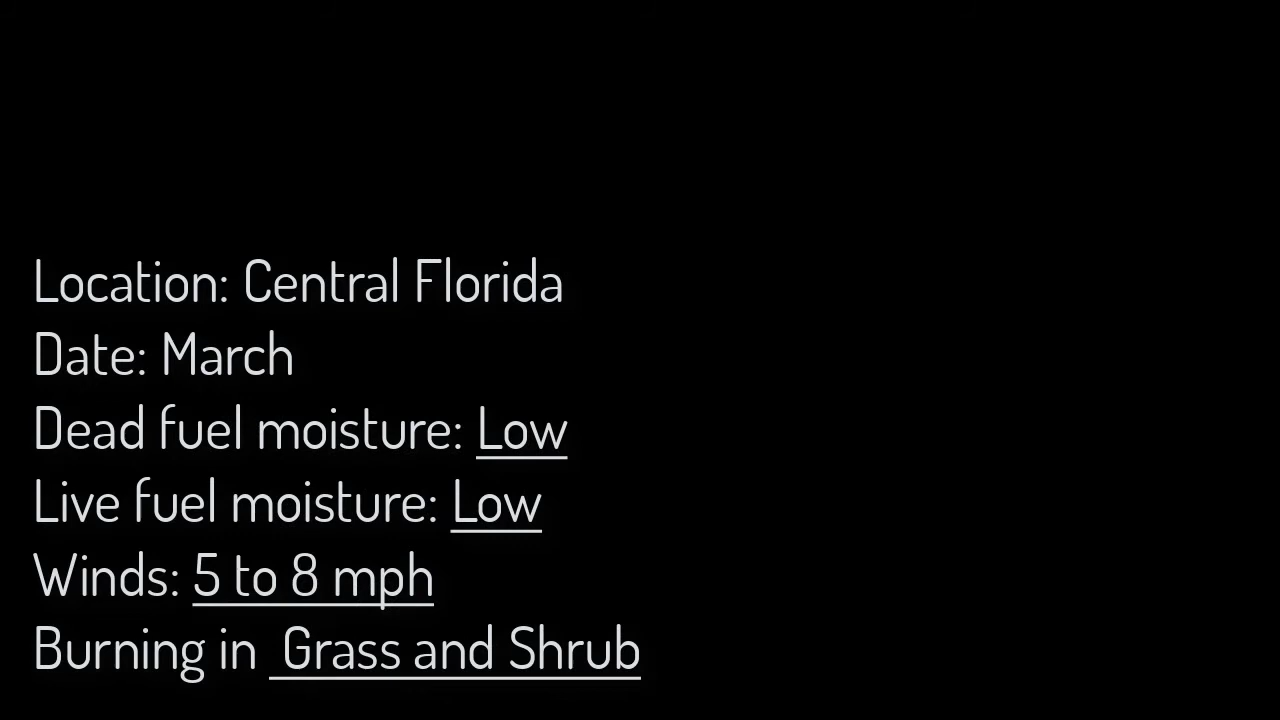 Location: Central Florida
Date: March
Dead fuel moisture: Low
Live fuel moisture: Low
Winds: 5 to 8 mph
Burning in Grass and Shrub